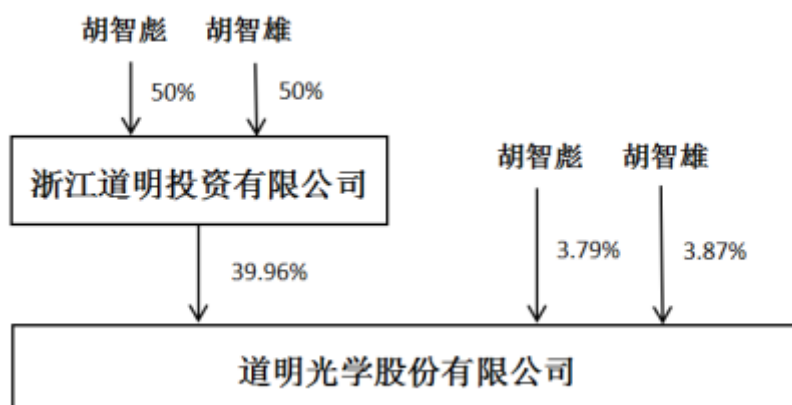 胡智彪 胡智雄
50% 50%
浙江道明投资有限公司
胡智彪 胡智雄
39.96%
3.79% 3.87%
道明光学股份有限公司